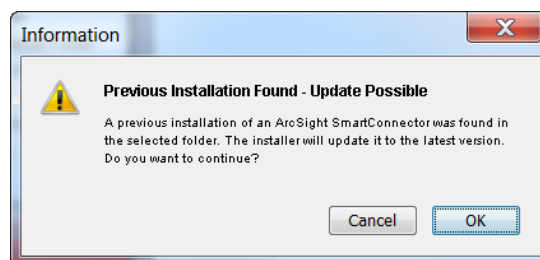 Information
Previous Installation Found - Update Possible
A previous installation of an ArcSight SmartConnector was found in
the selected folder. The installer will update it to the latest version.
Do you want to continue?
Cancel
OK